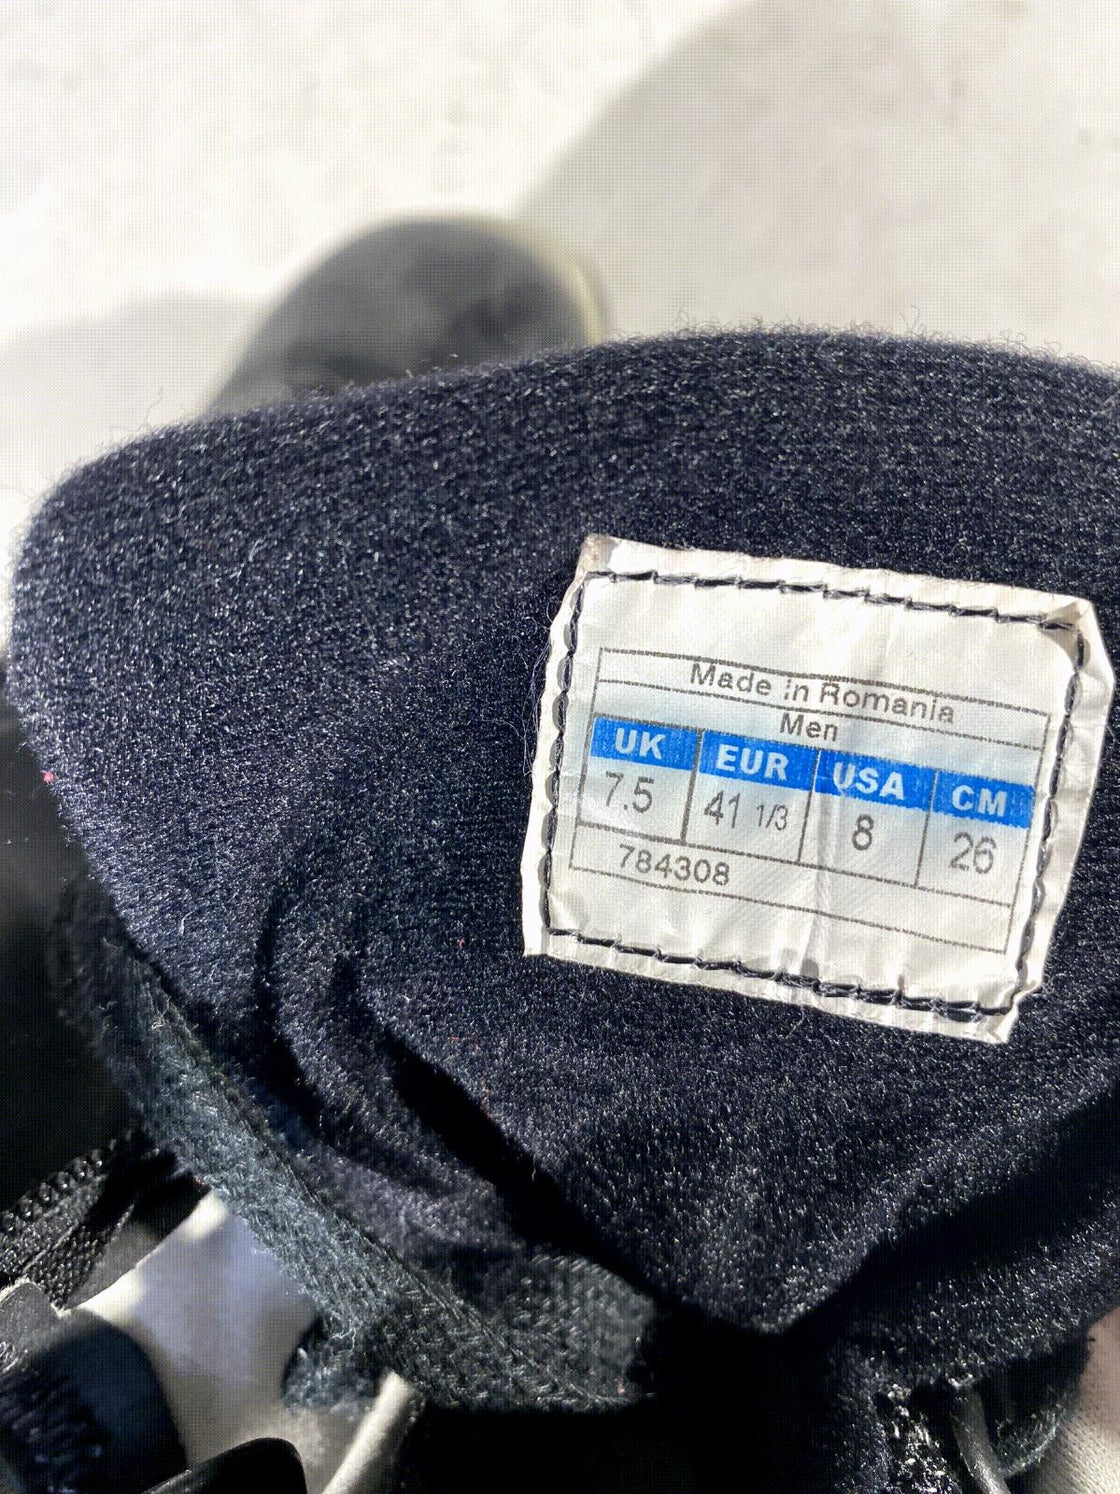 Made in Romania
Men
UK EUR USA CM
7.5 41 1/3 8 26
784308